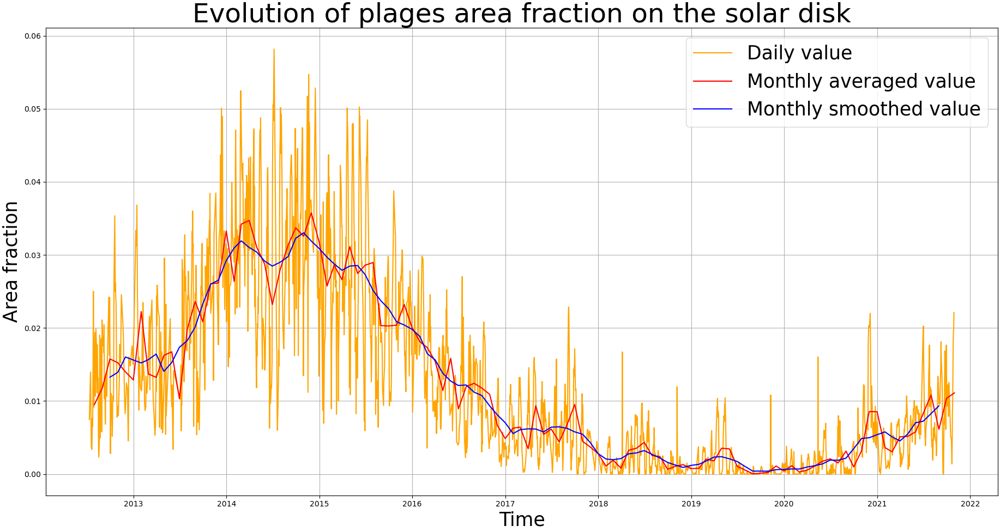 Evolution of plages area fraction on the solar disk
Daily value
Monthly averaged value
Monthly smoothed value
Area fraction
0.06
0.05
0.04
0.03
0.02
0.01
0.00
2013 2014 2015 2016 2017 2018 2019 2020 2021 2022
Time